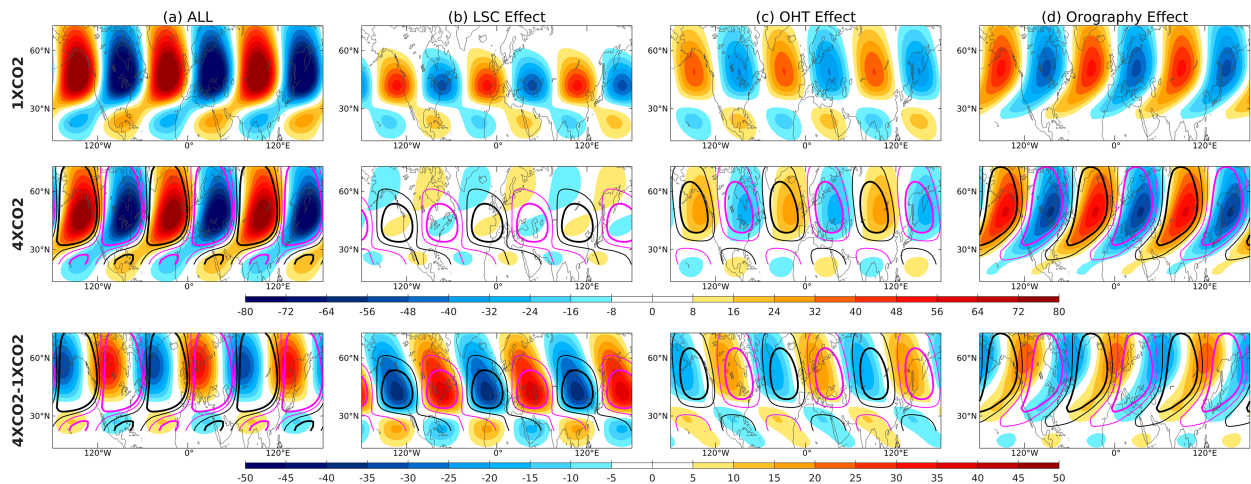 (a) ALL (b) LSC Effect (c) OHT Effect (d) Orography Effect
1XCO2
60°N 60°N 60°N 60°N
30°N 30°N 30°N 30°N
120°W 0° 120°E 120°W 0° 120°E 120°W 0° 120°E 120°W 0° 120°E
4XCO2
60°N 60°N 60°N 60°N
30°N 30°N 30°N 30°N
120°W 0° 120°E 120°W 0° 120°E 120°W 0° 120°E 120°W 0° 120°E
-80 -72 -64 -56 -48 -40 -32 -24 -16 -8 0 8 16 24 32 40 48 56 64 72 80
4XCO2-1XCO2
60°N 60°N 60°N 60°N
30°N 30°N 30°N 30°N
120°W 0° 120°E 120°W 0° 120°E 120°W 0° 120°E 120°W 0° 120°E
-50 -45 -40 -35 -30 -25 -20 -15 -10 -5 0 5 10 15 20 25 30 35 40 45 50